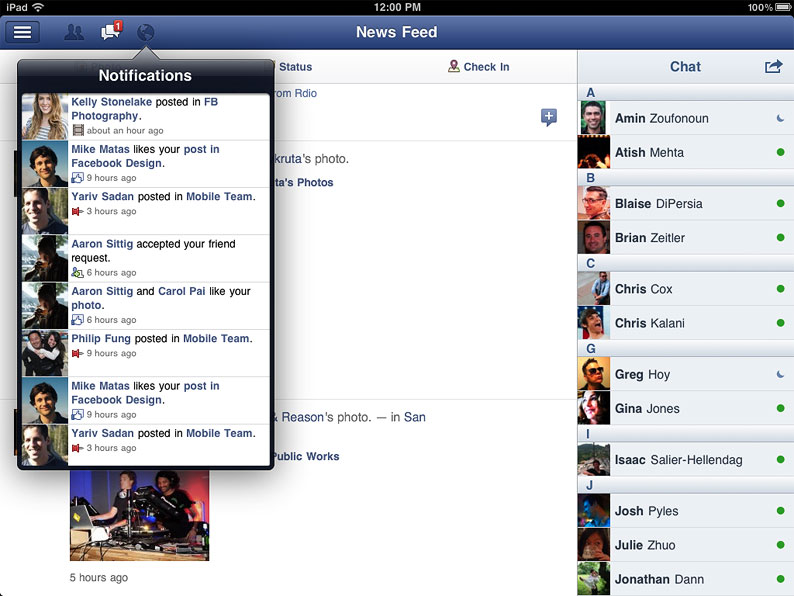 iPad
12:00 PM
100%
1
News Feed
Notifications
Kelly Stonelake posted in FB
Photography.
about an hour ago
Mike Matas likes your post in
Facebook Design.
9 hours ago
Yariv Sadan posted in Mobile Team.
3 hours ago
Aaron Sittig accepted your friend
request.
6 hours ago
Aaron Sittig and Carol Pai like your
photo.
6 hours ago
Philip Fung posted in Mobile Team.
9 hours ago
Mike Matas likes your post in
Facebook Design.
9 hours ago
Yariv Sadan posted in Mobile Team.
3 hours ago
Status
Check In
from Rdio
kruta's photo.
ta's Photos
& Reason's photo. — in San
Public Works
5 hours ago
Chat
A
Amin Zoufonoun
Atish Mehta
B
Blaise DiPersia
Brian Zeitler
C
Chris Cox
Chris Kalani
G
Greg Hoy
Gina Jones
I
Isaac Salier-Hellendag
J
Josh Pyles
Julie Zhuo
Jonathan Dann